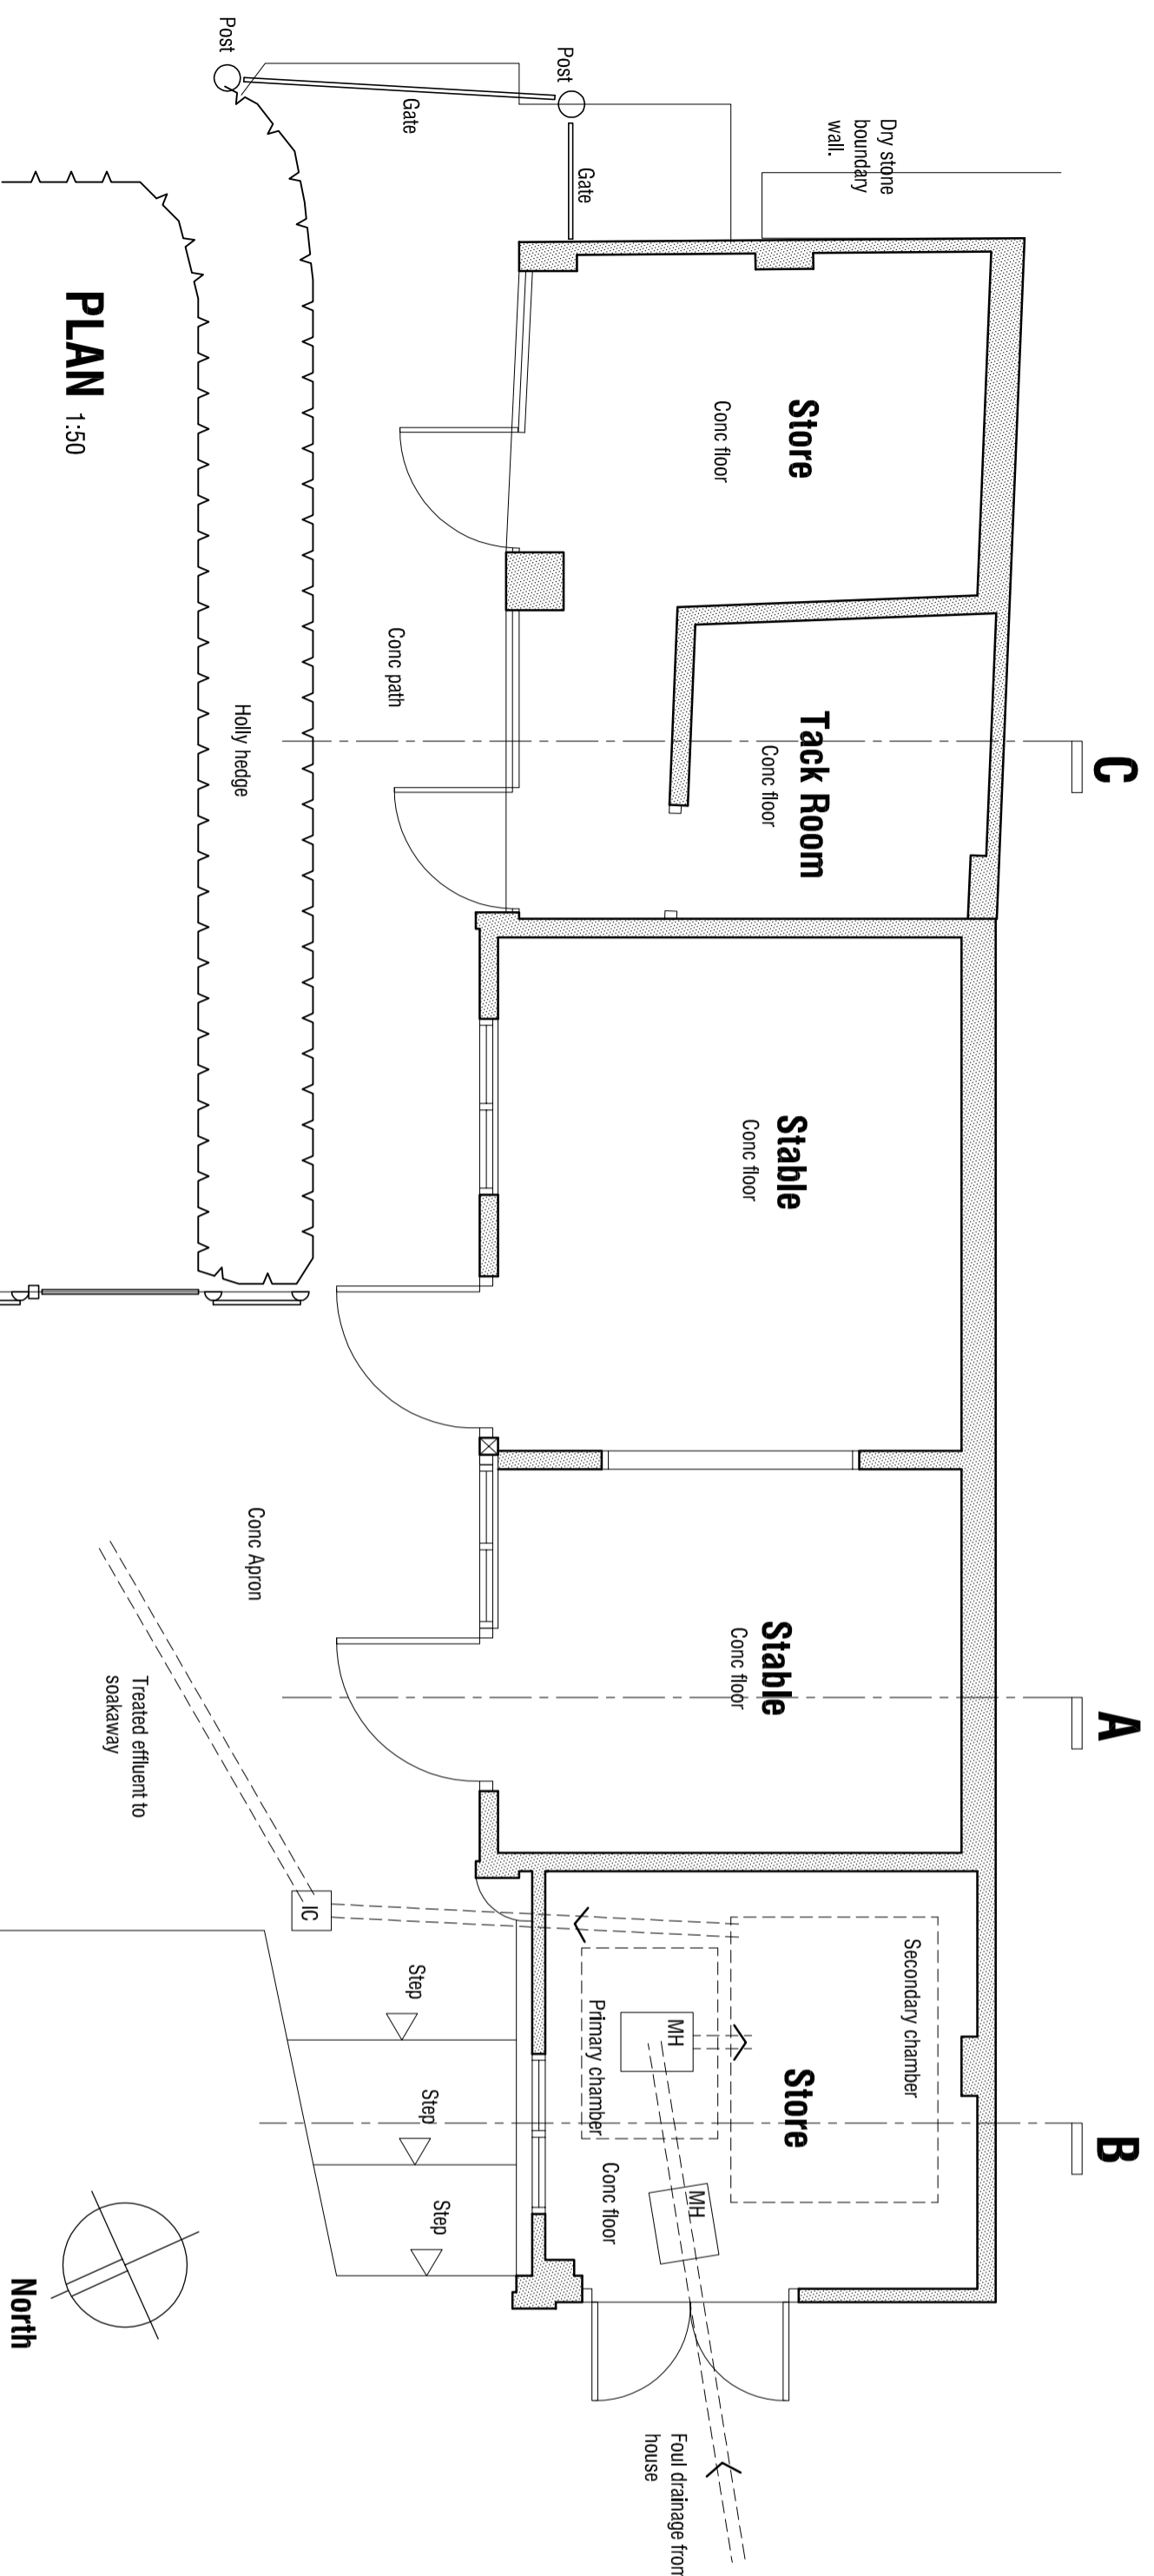 C
A
B
Dry stone
boundary
wall.
Post
Post
Gate
Gate
Store
Conc floor
Tack Room
Conc floor
Stable
Conc floor
Stable
Conc floor
Secondary chamber
Store
MH
Primary chamber
MH
Conc floor
Foul drainage from
house
Conc path
Holly hedge
Conc Apron
Treated effluent to
soakaway
IC
Step
Step
Step
PLAN 1:50
North